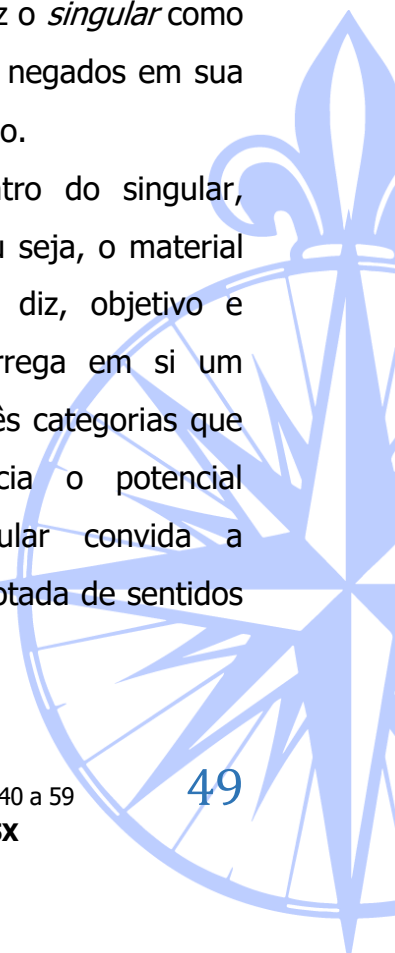 z o singular como
negados em sua
o.
tro do singular,
u seja, o material
diz, objetivo e
rrega em si um
ês categorias que
cia o potencial
ular convida a
otada de sentidos
40 a 59
49
SX